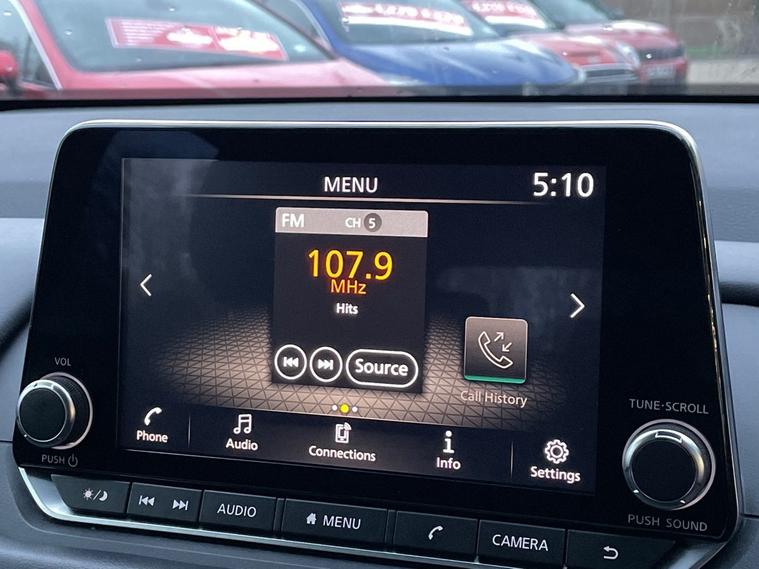 MENU
5:10
FM CH 5
107.9
MHz
Hits
Source
Call History
VOL
PUSH
TUNE·SCROLL
PUSH SOUND
Phone
Audio
Connections
Info
Settings
AUDIO
MENU
CAMERA